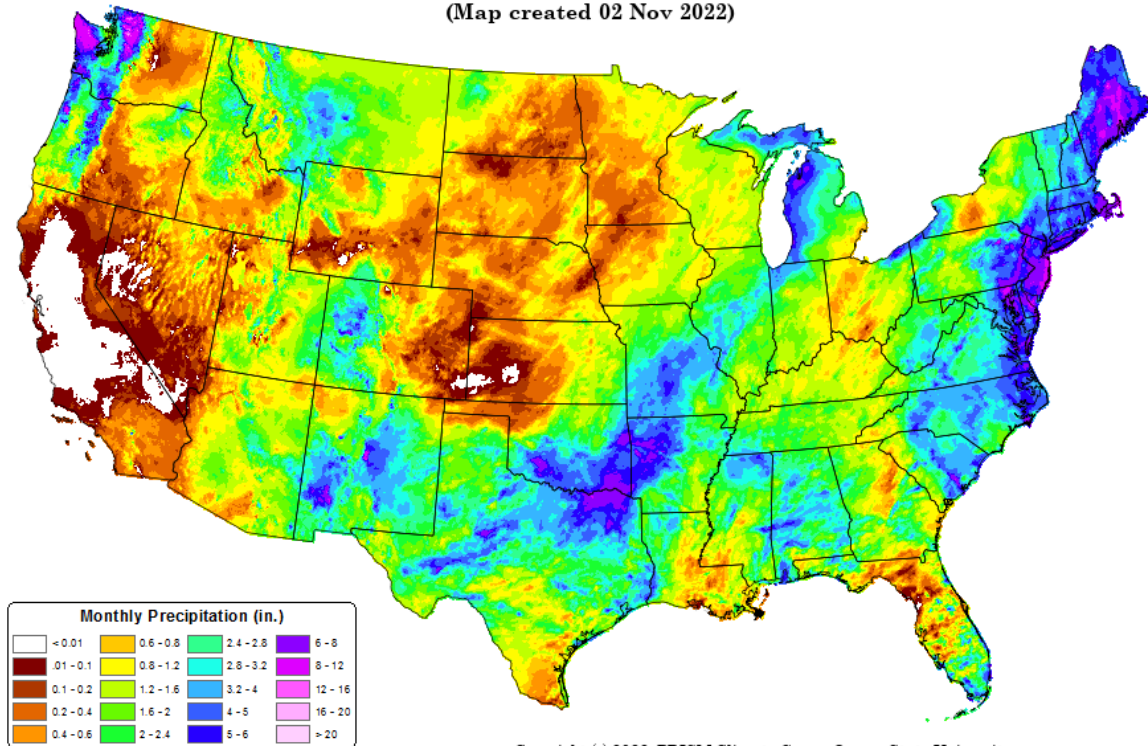 (Map created 02 Nov 2022)
Monthly Precipitation (in.)
< 0.01 0.6 - 0.8 2.4 - 2.8 6 - 8
.01 - 0.1 0.8 - 1.2 2.8 - 3.2 8 - 12
0.1 - 0.2 1.2 - 1.6 3.2 - 4 12 - 16
0.2 - 0.4 1.6 - 2 4 - 5 16 - 20
0.4 - 0.6 2 - 2.4 5 - 6 > 20